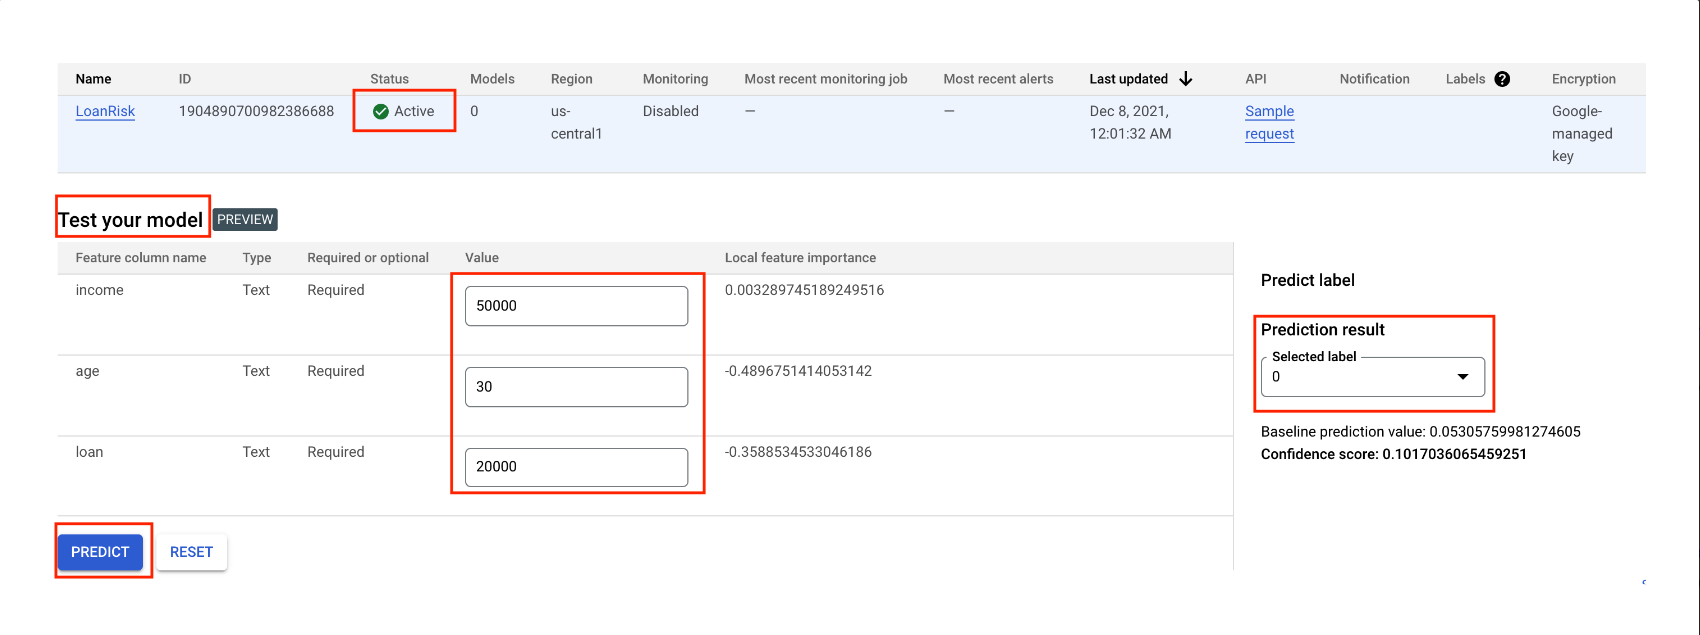 Name ID Status Models Region Monitoring Most recent monitoring job Most recent alerts Last updated API Notification Labels Encryption
LoanRisk 1904890700982386688 Active 0 us- Disabled — — Dec 8, 2021, Sample Google-
central1 12:01:32 AM request managed
key
Test your model PREVIEW
Feature column name Type Required or optional Value Local feature importance
income Text Required 50000 0.003289745189249516
age Text Required 30 -0.4896751414053142
loan Text Required 20000 -0.3588534533046186
PREDICT RESET
Predict label
Prediction result
Selected label
0
Baseline prediction value: 0.05305759981274605
Confidence score: 0.1017036065459251